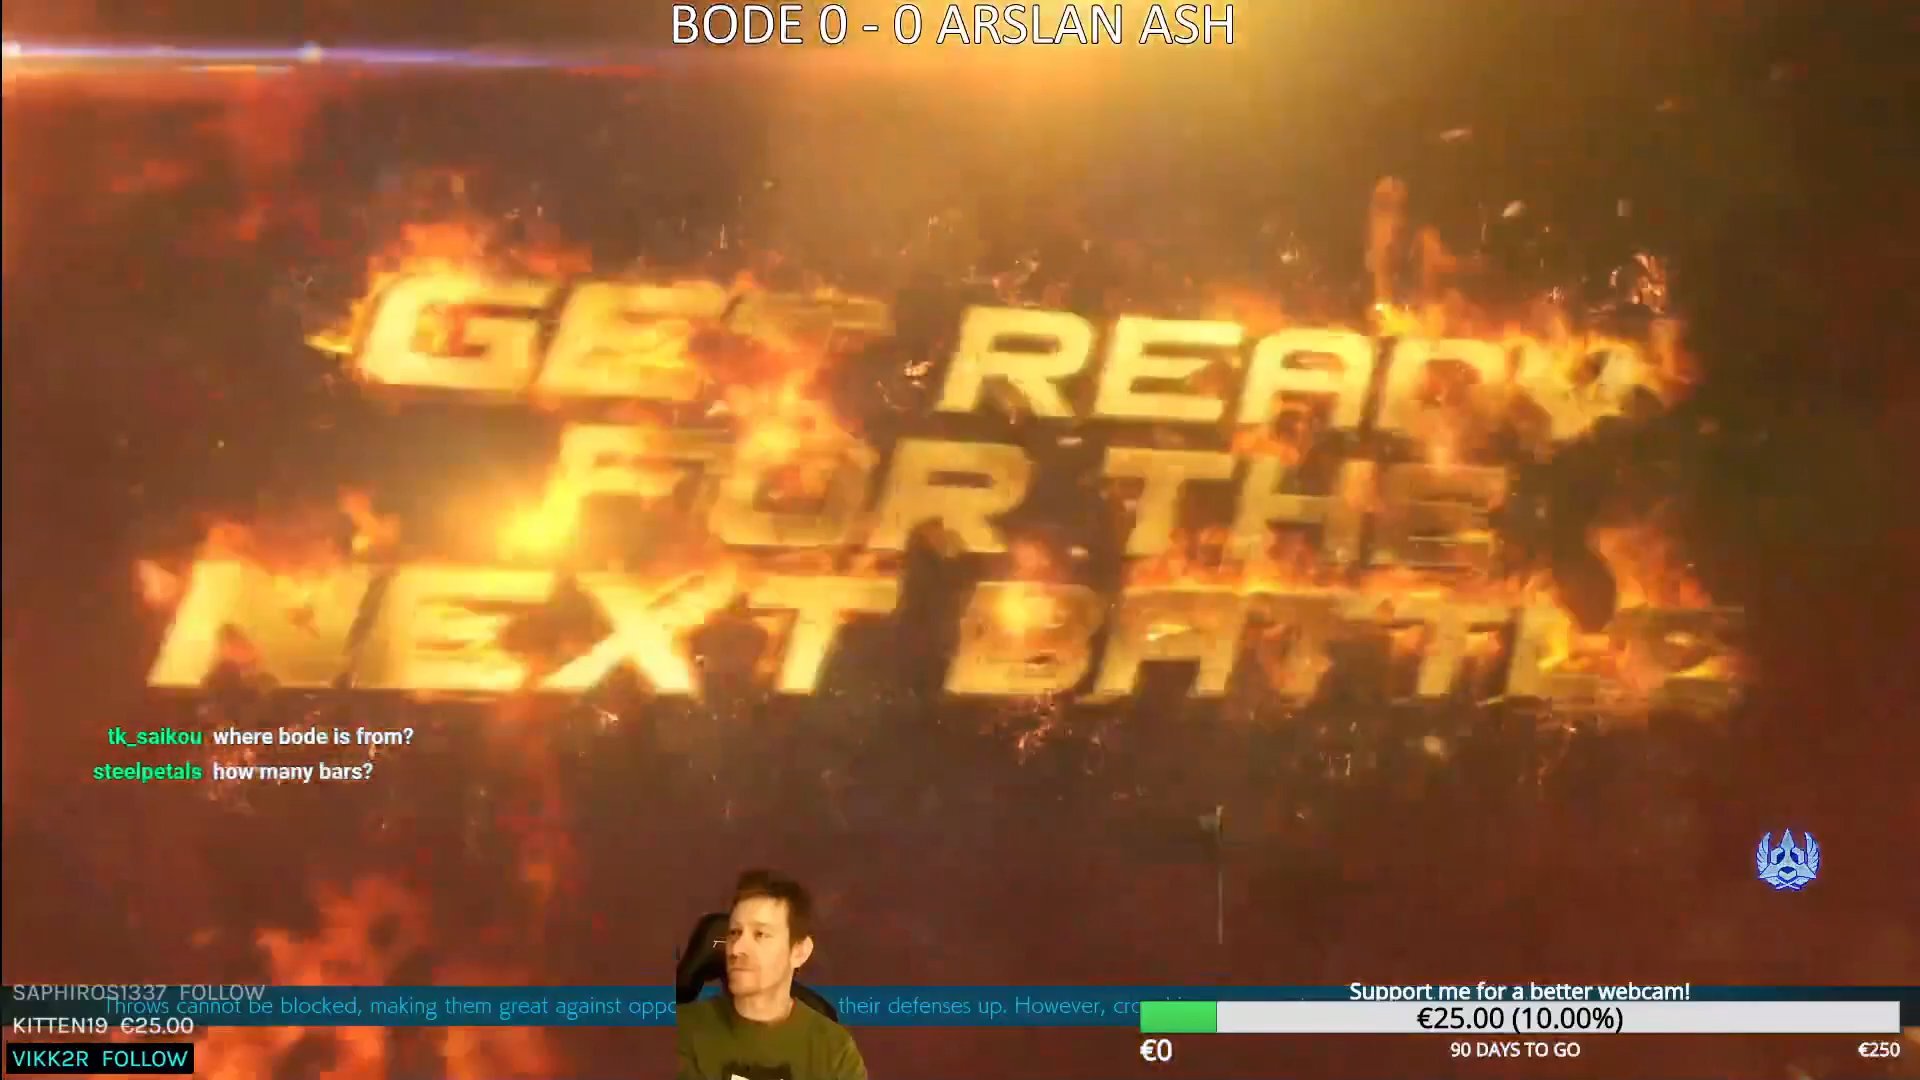 BODE 0 - 0 ARSLAN ASH
GET READY
FOR THE
NEXT BATTLE
tk_saikou where bode is from?
steelpetals how many bars?
SAPHIROS1337 FOLLOW
Throws cannot be blocked, making them great against their defenses up. However,
KITTEN19 €25.00
VIKK2R FOLLOW
Support me for a better webcam!
€25.00 (10.00%)
€0 90 DAYS TO GO €250